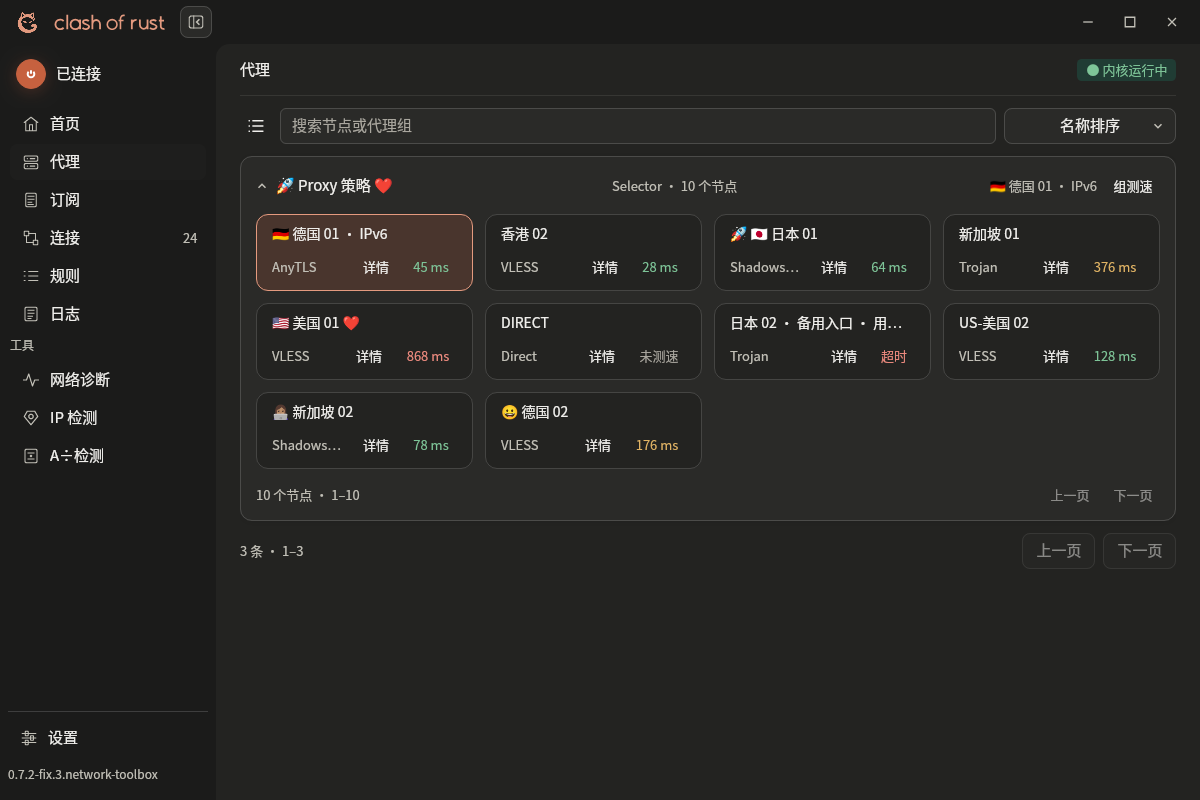 clash of rust
已连接
首页
代理
订阅
连接 24
规则
日志
工具
网络诊断
IP 检测
A÷检测
设置
0.7.2-fix.3.network-toolbox
代理
内核运行中
搜索节点或代理组
名称排序
🚀 Proxy 策略 ❤️ Selector • 10 个节点 🇩🇪 德国 01 • IPv6 组测速
🇩🇪 德国 01 • IPv6
AnyTLS 详情 45 ms
香港 02
VLESS 详情 28 ms
🚀 🇯🇵 日本 01
Shadows… 详情 64 ms
新加坡 01
Trojan 详情 376 ms
🇺🇸 美国 01 ❤️
VLESS 详情 868 ms
DIRECT
Direct 详情 未测速
日本 02 • 备用入口 • 用…
Trojan 详情 超时
US-美国 02
VLESS 详情 128 ms
新加坡 02
Shadows… 详情 78 ms
😀 德国 02
VLESS 详情 176 ms
10 个节点 • 1–10 上一页 下一页
3 条 • 1–3 上一页 下一页